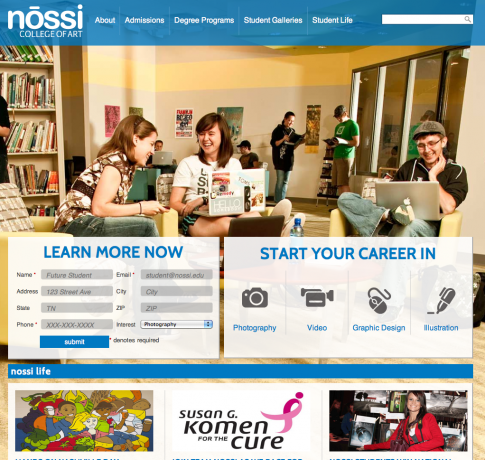 nōssi
COLLEGE OF ART
About Admissions Degree Programs Student Galleries Student Life
LEARN MORE NOW
Name * Future Student Email * student@nossi.edu
Address 123 Street Ave City City
State TN ZIP ZIP
Phone * XXX-XXX-XXXX Interest Photography
submit * denotes required
START YOUR CAREER IN
Photography Video Graphic Design Illustration
nossi life
SUSAN G.
komen
FOR THE
cure